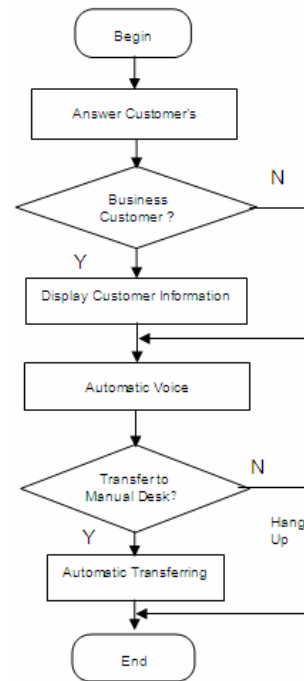 Begin
Answer Customer's
N
Business
Customer ?
Y
Display Customer Information
Automatic Voice
Transfer to
Manual Desk?
N
Hang
Up
Y
Automatic Transferring
End